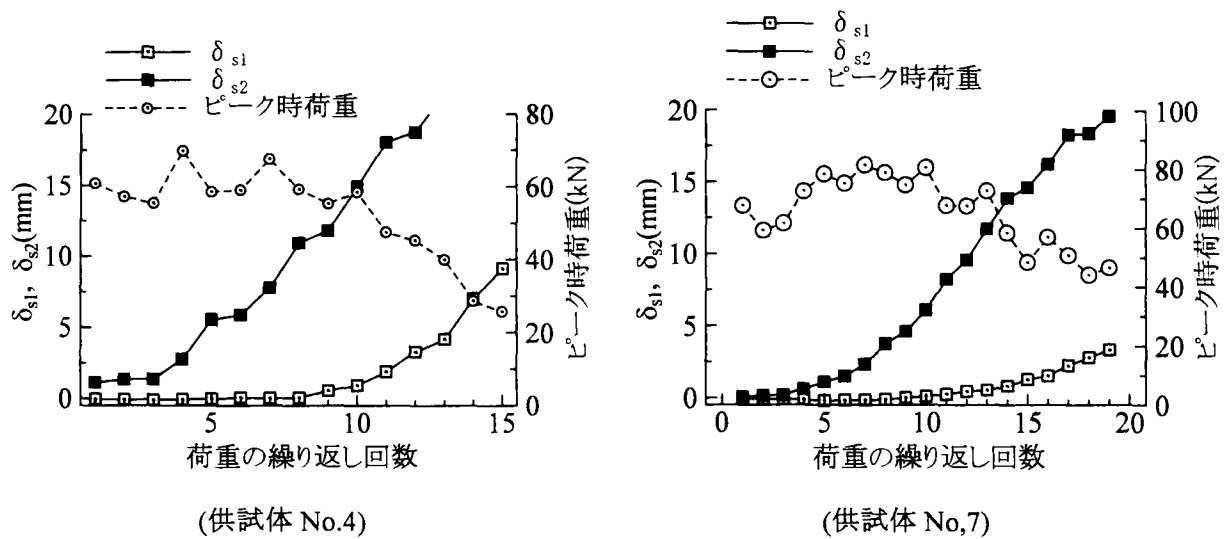 δs1
δs2
ピーク時荷重
20
15
10
5
0
δs1, δs2(mm)
80
60
40
20
0
ピーク時荷重(kN)
5
10
15
荷重の繰り返し回数
(供試体 No.4)
δs1
δs2
ピーク時荷重
20
15
10
5
0
δs1, δs2(mm)
100
80
60
40
20
0
ピーク時荷重(kN)
0
5
10
15
20
荷重の繰り返し回数
(供試体 No,7)